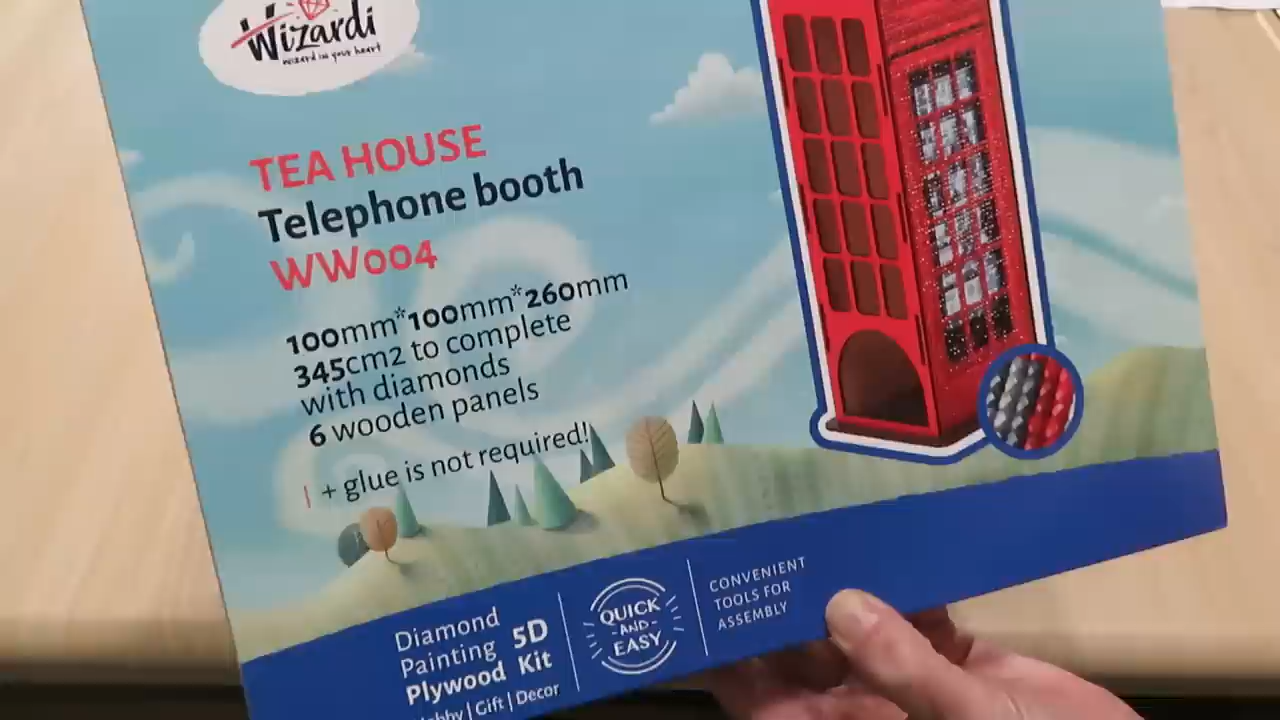 Wizardi
wizard in your heart
TEA HOUSE
Telephone booth
WW004
100mm*100mm*260mm
345cm2 to complete
with diamonds
6 wooden panels
+ glue is not required!
Diamond
Painting 5D
Plywood Kit
Hobby | Gift | Decor
QUICK
-AND-
EASY
CONVENIENT
TOOLS FOR
ASSEMBLY